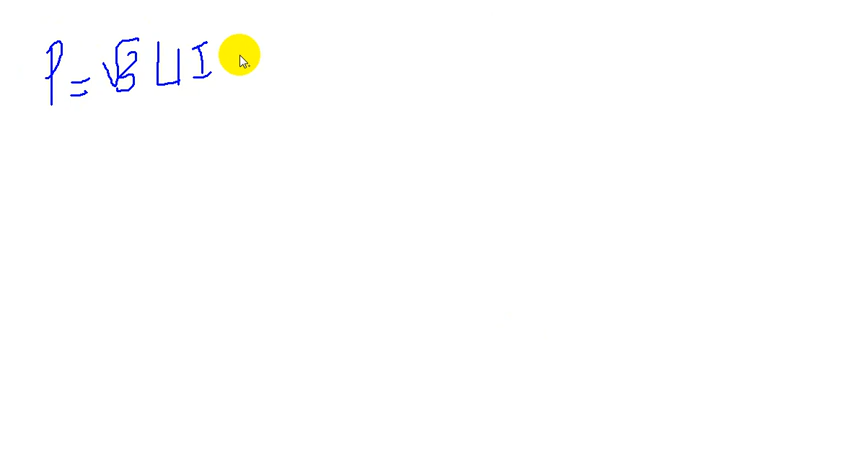 P = √3 U I